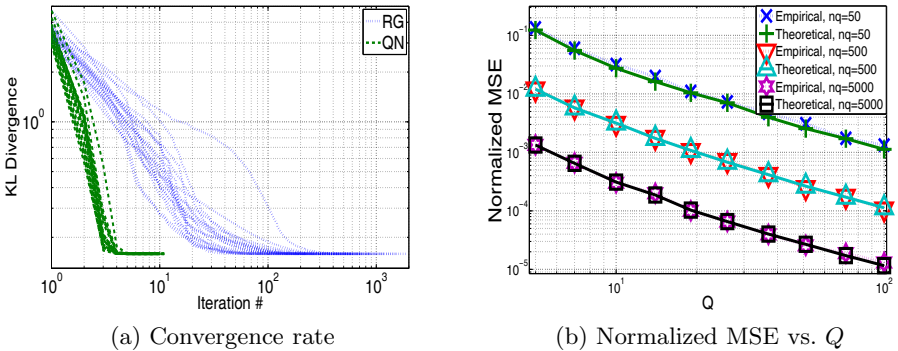 RG
QN
KL Divergence
10^0
10^0
10^1
10^2
10^3
Iteration #
(a) Convergence rate
Empirical, nq=50
Theoretical, nq=50
Empirical, nq=500
Theoretical, nq=500
Empirical, nq=5000
Theoretical, nq=5000
Normalized MSE
10^-1
10^-2
10^-3
10^-4
10^-5
10^1
10^2
Q
(b) Normalized MSE vs. Q